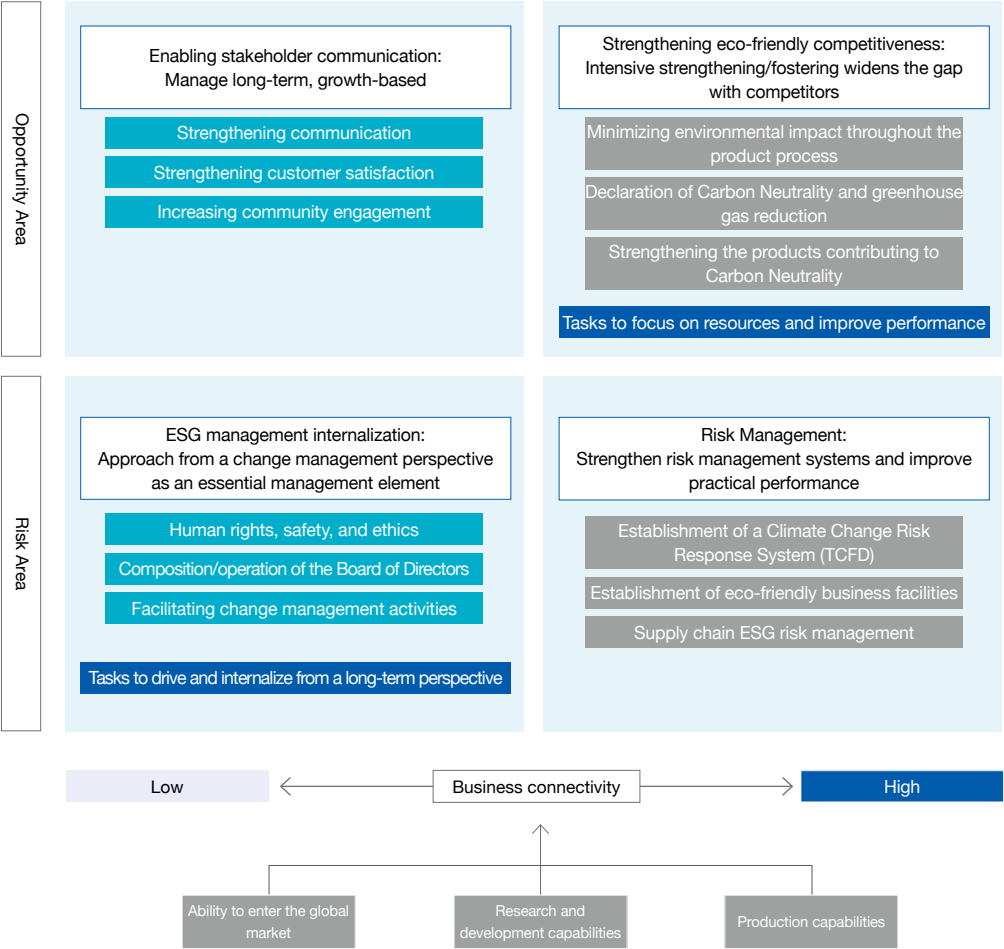 Opportunity Area
Enabling stakeholder communication:
Manage long-term, growth-based
Strengthening communication
Strengthening customer satisfaction
Increasing community engagement
Strengthening eco-friendly competitiveness:
Intensive strengthening/fostering widens the gap
with competitors
Minimizing environmental impact throughout the
product process
Declaration of Carbon Neutrality and greenhouse
gas reduction
Strengthening the products contributing to
Carbon Neutrality
Tasks to focus on resources and improve performance
Risk Area
ESG management internalization:
Approach from a change management perspective
as an essential management element
Human rights, safety, and ethics
Composition/operation of the Board of Directors
Facilitating change management activities
Tasks to drive and internalize from a long-term perspective
Risk Management:
Strengthen risk management systems and improve
practical performance
Establishment of a Climate Change Risk
Response System (TCFD)
Establishment of eco-friendly business facilities
Supply chain ESG risk management
Low
Business connectivity
High
Ability to enter the global
market
Research and
development capabilities
Production capabilities